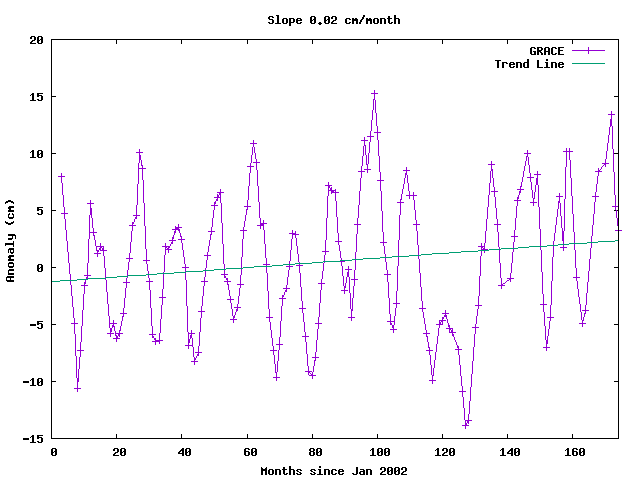 Slope 0.02 cm/month
20
15
10
5
0
-5
-10
-15
Anomaly (cm)
GRACE
Trend Line
0 20 40 60 80 100 120 140 160
Months since Jan 2002